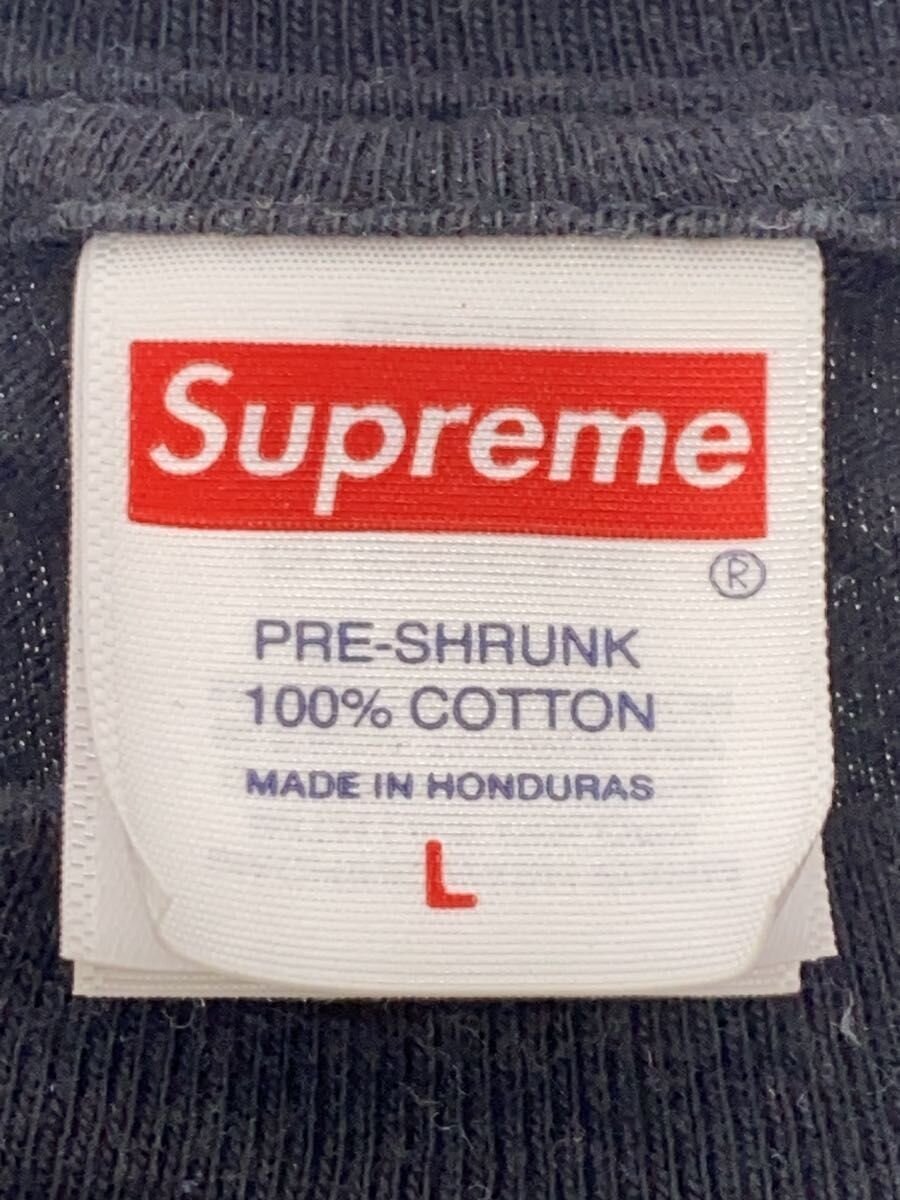 Supreme
®
PRE-SHRUNK
100% COTTON
MADE IN HONDURAS
L